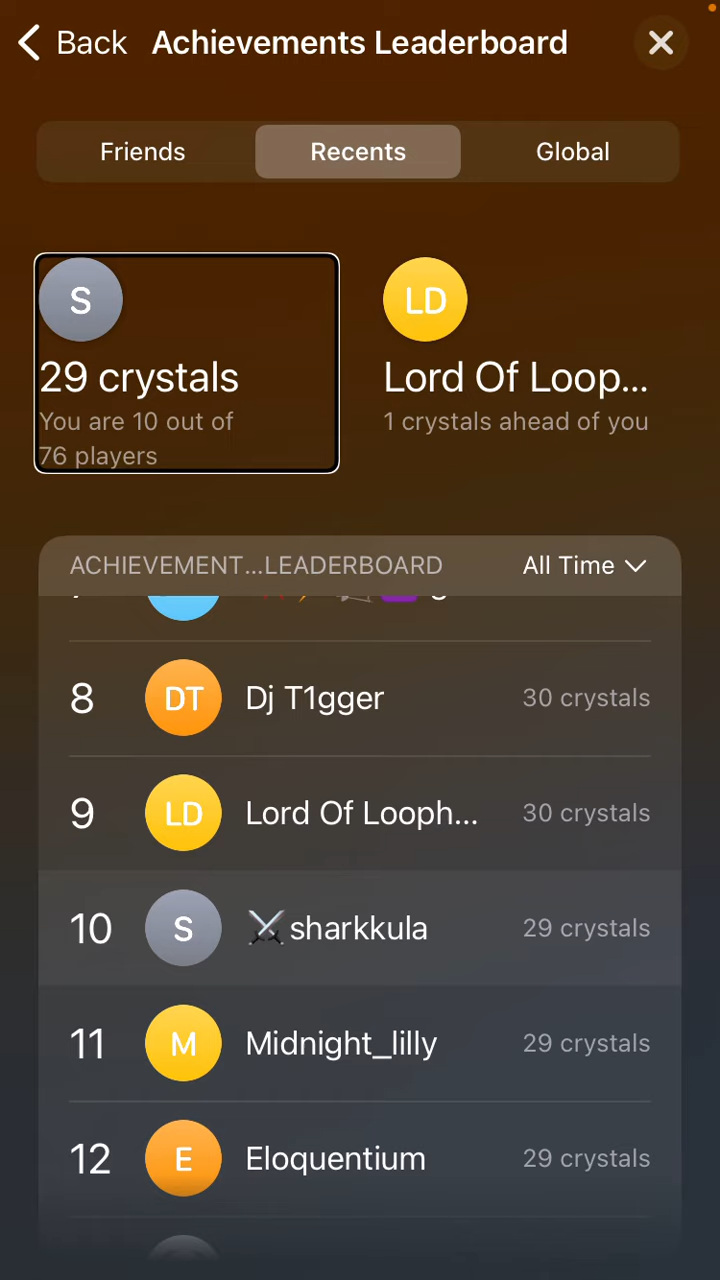 Back Achievements Leaderboard
Friends Recents Global
S
29 crystals
You are 10 out of
76 players
LD
Lord Of Loop...
1 crystals ahead of you
ACHIEVEMENT...LEADERBOARD All Time
8 DT Dj T1gger 30 crystals
9 LD Lord Of Looph... 30 crystals
10 S ⚔️sharkkula 29 crystals
11 M Midnight_lilly 29 crystals
12 E Eloquentium 29 crystals